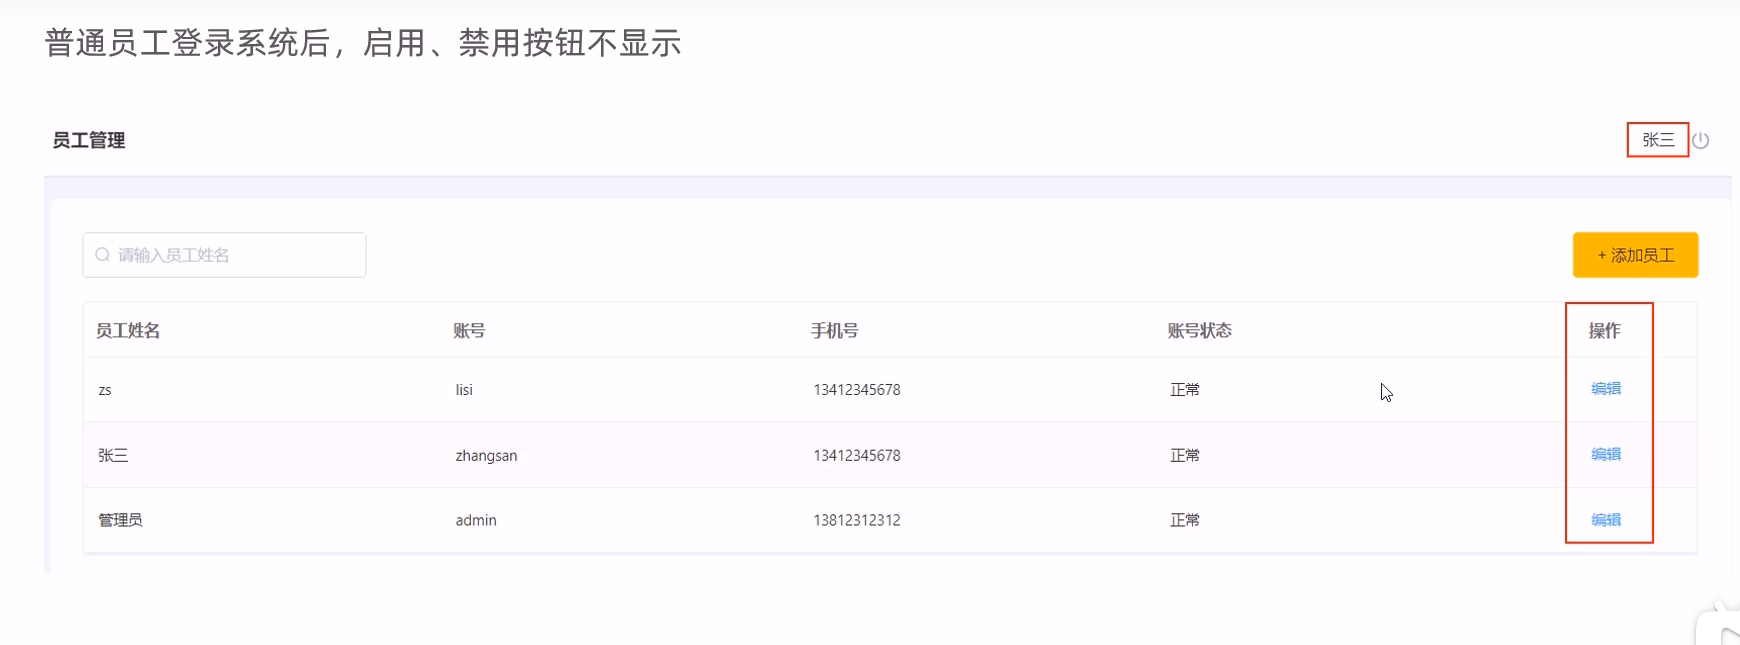 普通员工登录系统后，启用、禁用按钮不显示
员工管理 张三
请输入员工姓名 + 添加员工
员工姓名 账号 手机号 账号状态 操作
zs lisi 13412345678 正常 编辑
张三 zhangsan 13412345678 正常 编辑
管理员 admin 13812312312 正常 编辑